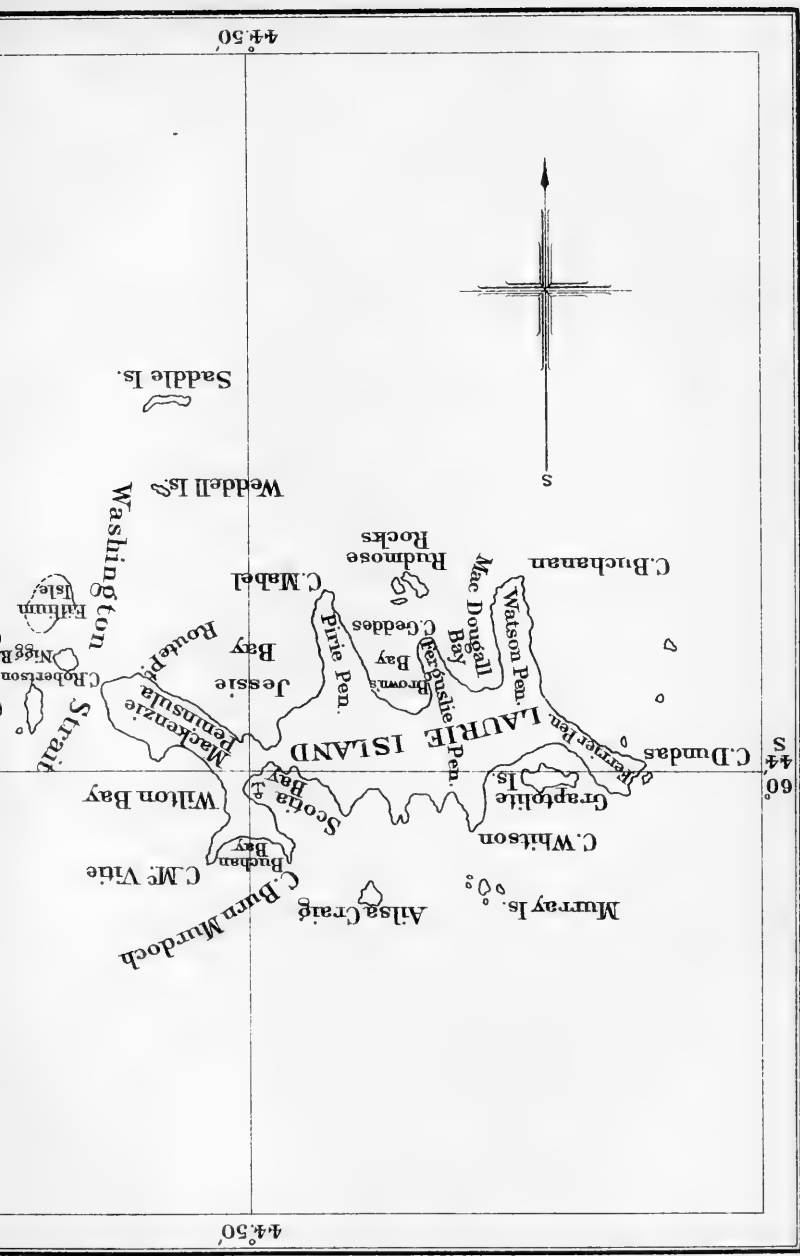 44°.50'
S
Saddle Is.
Weddell Is.
Washington
Strait
Rudmose
Rocks
C. Buchanan
C. Mabel
Mac Dougall
Bay
Watson Pen.
Pirie Pen.
C. Geddes
Brown's
Bay
Ferguslie Pen.
Jessie
Bay
Route Pt.
Mackenzie
Peninsula
C. Robertson
Nigg R
Eillium
Isle
LAURIE ISLAND
Ferrier Pen.
C. Dundas
60°
44'
S
Graptolite
Is.
C. Whitson
Scotia
Bay
Wilton Bay
Buchan
Bay
C. Mc. Vitie
C. Burn Murdoch
Ailsa Craig
Murray Is.
44°.50'